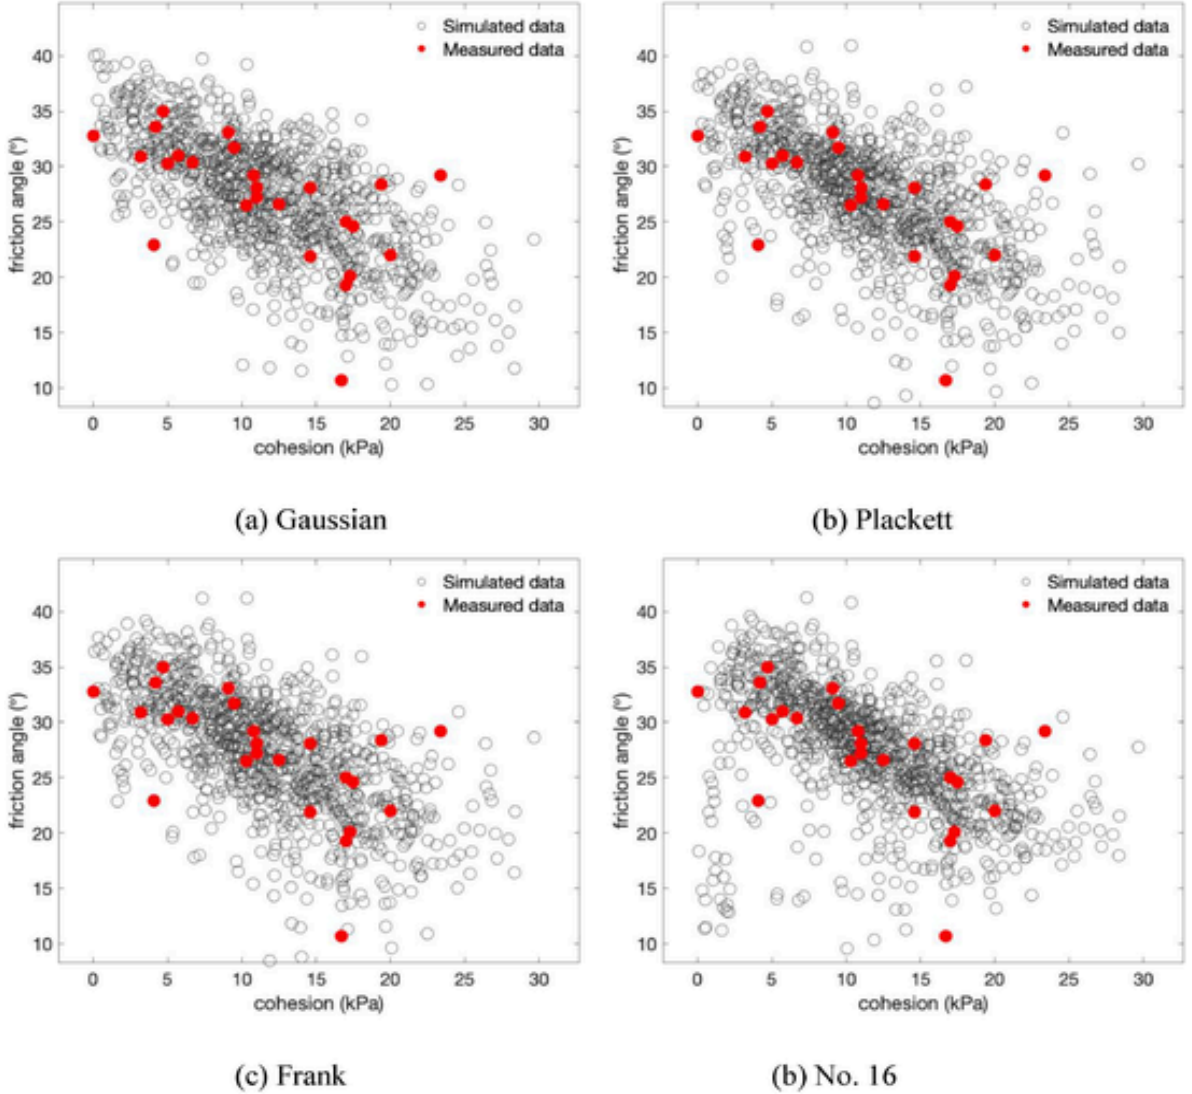 Simulated data
Measured data
40
35
30
25
20
15
10
friction angle (°)
0 5 10 15 20 25 30
cohesion (kPa)
(a) Gaussian
Simulated data
Measured data
40
35
30
25
20
15
10
friction angle (°)
0 5 10 15 20 25 30
cohesion (kPa)
(b) Plackett
Simulated data
Measured data
40
35
30
25
20
15
10
friction angle (°)
0 5 10 15 20 25 30
cohesion (kPa)
(c) Frank
Simulated data
Measured data
40
35
30
25
20
15
10
friction angle (°)
0 5 10 15 20 25 30
cohesion (kPa)
(b) No. 16